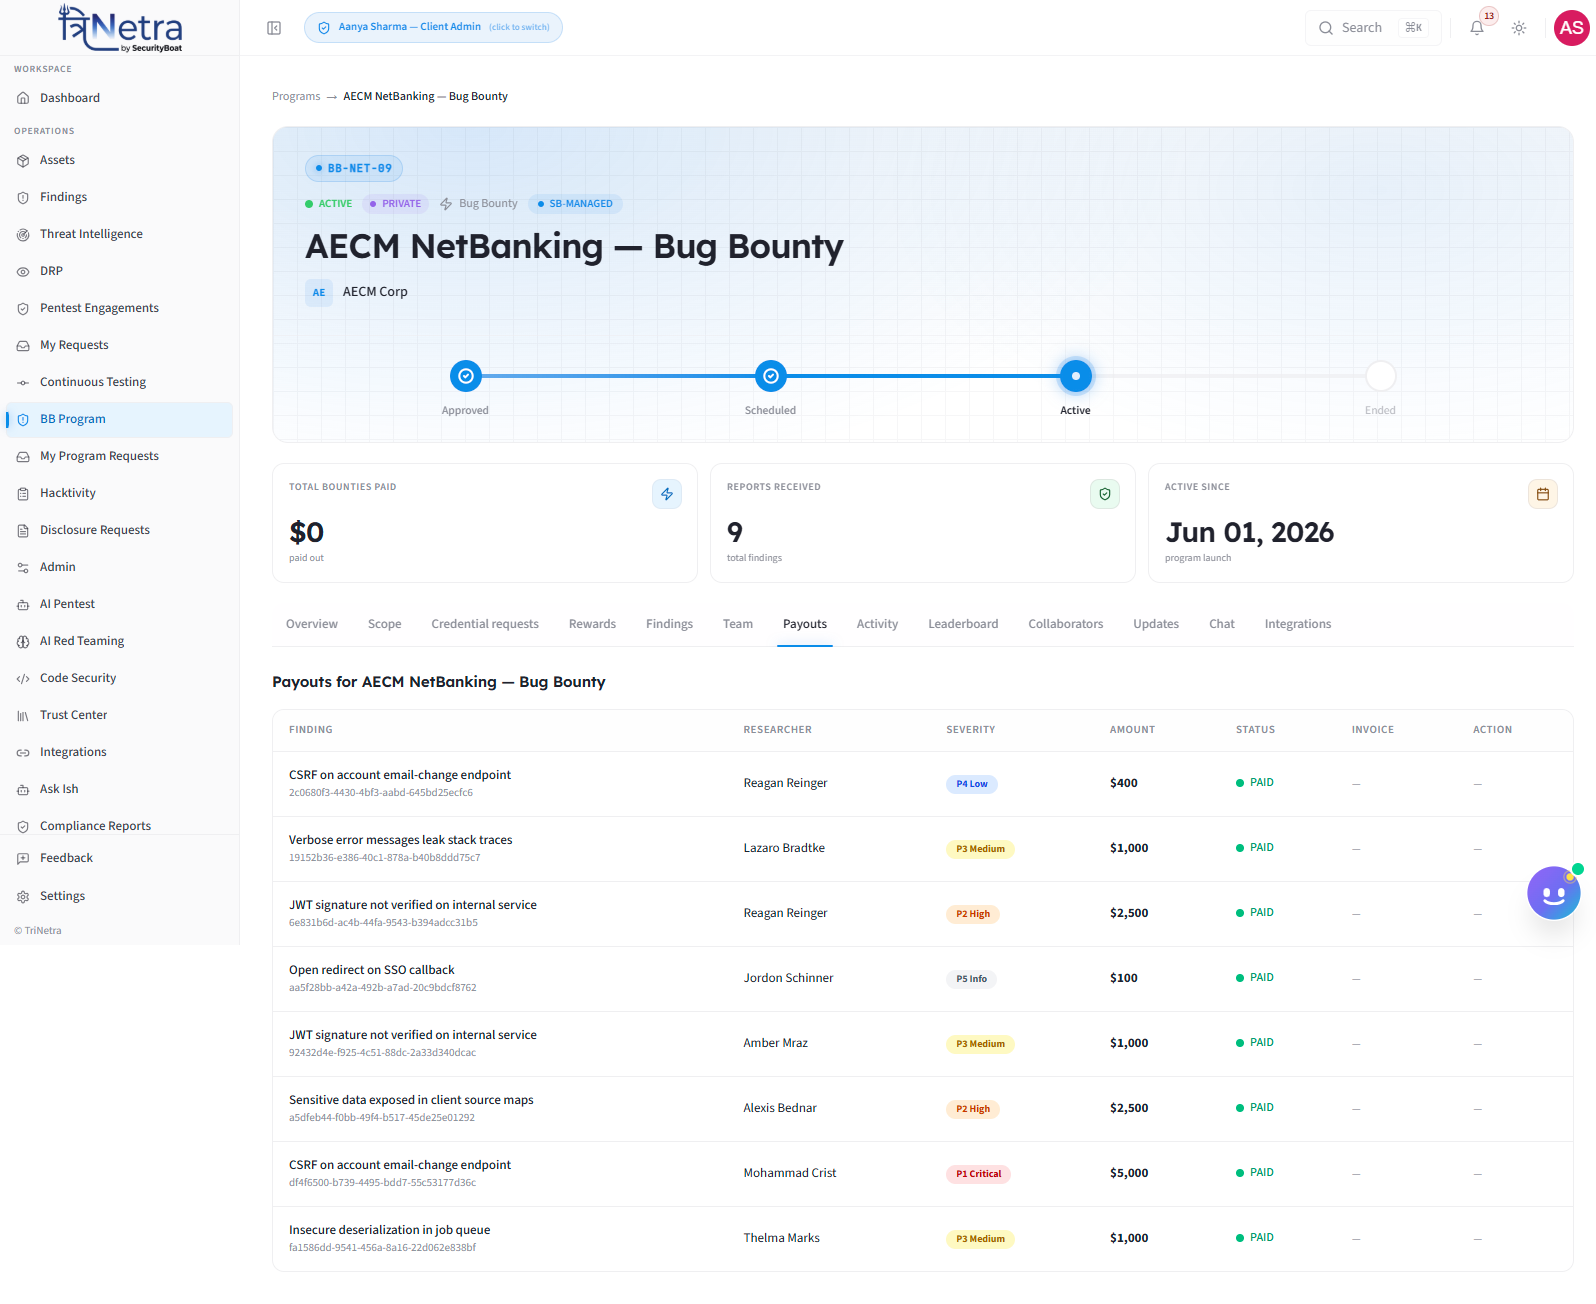 त्रिNetra
by SecurityBoat
Aanya Sharma — Client Admin (click to switch)
Search ⌘K
13
AS
WORKSPACE
Dashboard
OPERATIONS
Assets
Findings
Threat Intelligence
DRP
Pentest Engagements
My Requests
Continuous Testing
BB Program
My Program Requests
Hacktivity
Disclosure Requests
Admin
AI Pentest
AI Red Teaming
Code Security
Trust Center
Integrations
Ask Ish
Compliance Reports
Feedback
Settings
© TriNetra
Programs → AECM NetBanking — Bug Bounty
BB-NET-09
ACTIVE PRIVATE Bug Bounty SB-MANAGED
AECM NetBanking — Bug Bounty
AE AECM Corp
Approved Scheduled Active Ended
TOTAL BOUNTIES PAID
$0
paid out
REPORTS RECEIVED
9
total findings
ACTIVE SINCE
Jun 01, 2026
program launch
Overview Scope Credential requests Rewards Findings Team Payouts Activity Leaderboard Collaborators Updates Chat Integrations
Payouts for AECM NetBanking — Bug Bounty
FINDING RESEARCHER SEVERITY AMOUNT STATUS INVOICE ACTION
CSRF on account email-change endpoint
2c0680f3-4430-4bf3-aabd-645bd25ecfc6
Reagan Reinger P4 Low $400 PAID — —
Verbose error messages leak stack traces
19152b36-e386-40c1-878a-b40b8ddd75c7
Lazaro Bradtke P3 Medium $1,000 PAID — —
JWT signature not verified on internal service
6e831b6d-ac4b-44fa-9543-b394adcc31b5
Reagan Reinger P2 High $2,500 PAID — —
Open redirect on SSO callback
aa5f28bb-a42a-492b-a7ad-20c9bdcf8762
Jordon Schinner P5 Info $100 PAID — —
JWT signature not verified on internal service
92432d4e-f925-4c51-88dc-2a33d340dcac
Amber Mraz P3 Medium $1,000 PAID — —
Sensitive data exposed in client source maps
a5dfeb44-f0bb-49f4-b517-45de25e01292
Alexis Bednar P2 High $2,500 PAID — —
CSRF on account email-change endpoint
df4f6500-b739-4495-bdd7-55c53177d36c
Mohammad Crist P1 Critical $5,000 PAID — —
Insecure deserialization in job queue
fa1586dd-9541-456a-8a16-22d062e838bf
Thelma Marks P3 Medium $1,000 PAID — —